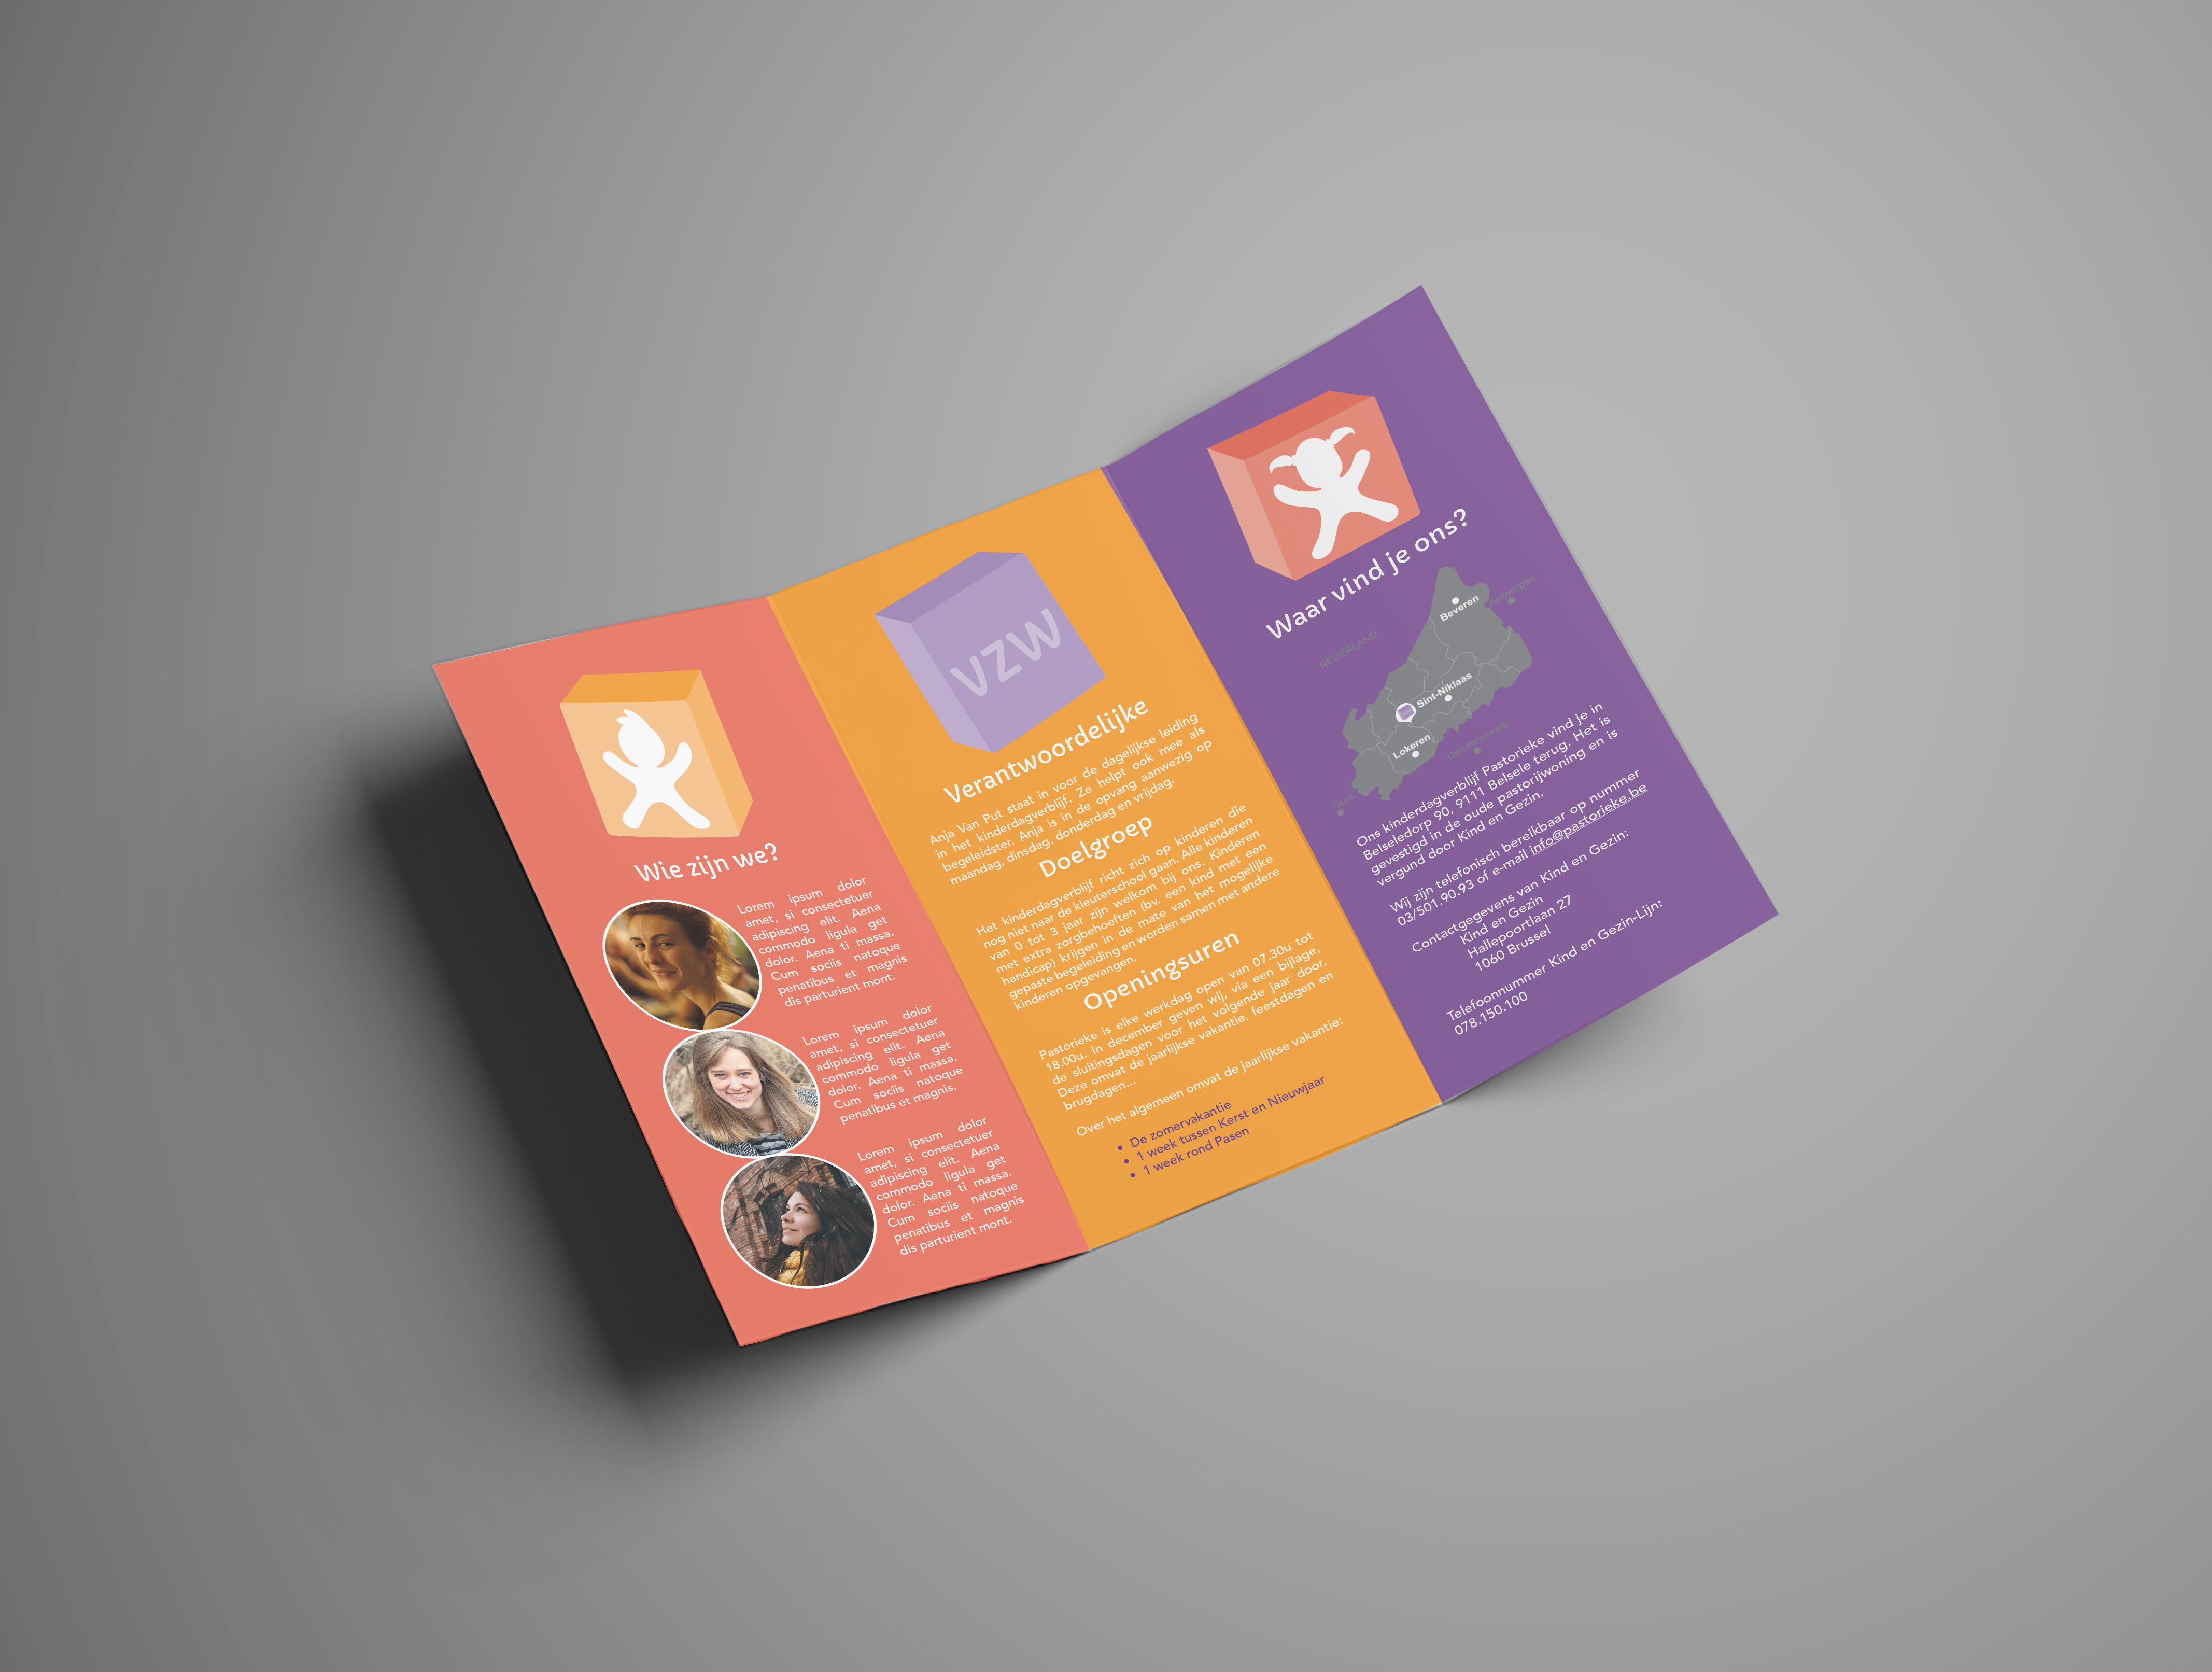 Wie zijn we?
Lorem ipsum dolor
amet, si consectetuer
adipiscing elit. Aena
commodo ligula get
dolor. Aena ti massa.
Cum sociis natoque
penatibus et magnis
dis parturient mont.
Lorem ipsum dolor
amet, si consectetuer
adipiscing elit. Aena
commodo ligula get
dolor. Aena ti massa.
Cum sociis natoque
penatibus et magnis.
Lorem ipsum dolor
amet, si consectetuer
adipiscing elit. Aena
commodo ligula get
dolor. Aena ti massa.
Cum sociis natoque
penatibus et magnis
dis parturient mont.
VZW
Verantwoordelijke
Anja Van Put staat in voor de dagelijkse leiding
in het kinderdagverblijf. Ze helpt ook mee als
begeleidster. Anja is in de opvang aanwezig op
maandag, dinsdag, donderdag en vrijdag.
Doelgroep
Het kinderdagverblijf richt zich op kinderen die
nog niet naar de kleuterschool gaan. Alle kinderen
van 0 tot 3 jaar zijn welkom bij ons. Kinderen
met extra zorgbehoeften (bv. een kind met een
handicap) krijgen in de mate van het mogelijke
gepaste begeleiding en worden samen met andere
kinderen opgevangen.
Openingsuren
Pastorieke is elke werkdag open van 07.30u tot
18.00u. In december geven wij, via een bijlage,
de sluitingsdagen voor het volgende jaar door.
Deze omvat de jaarlijkse vakantie, feestdagen en
brugdagen...
Over het algemeen omvat de jaarlijkse vakantie:
• De zomervakantie
• 1 week tussen Kerst en Nieuwjaar
• 1 week rond Pasen
Waar vind je ons?
NEDERLAND
Antwerpen
Beveren
Sint-Niklaas
Lokeren
Dendermonde
Gent
Ons kinderdagverblijf Pastorieke vind je in
Belseledorp 90, 9111 Belsele terug. Het is
gevestigd in de oude pastorijwoning en is
vergund door Kind en Gezin.
Wij zijn telefonisch bereikbaar op nummer
03/501.90.93 of e-mail info@pastorieke.be
Contactgegevens van Kind en Gezin:
Kind en Gezin
Hallepoortlaan 27
1060 Brussel
Telefoonnummer Kind en Gezin-Lijn:
078.150.100